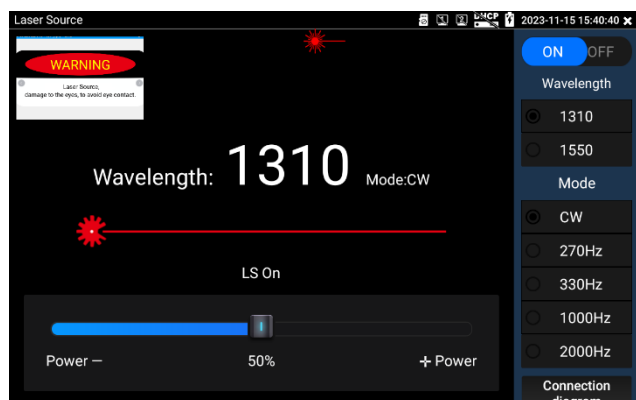 Laser Source
2023-11-15 15:40:40
WARNING
Laser Source,
damage to the eyes, to avoid eye contact.
Wavelength: 1310 Mode:CW
LS On
Power
50%
Power
ON OFF
Wavelength
1310
1550
Mode
CW
270Hz
330Hz
1000Hz
2000Hz
Connection
diagram